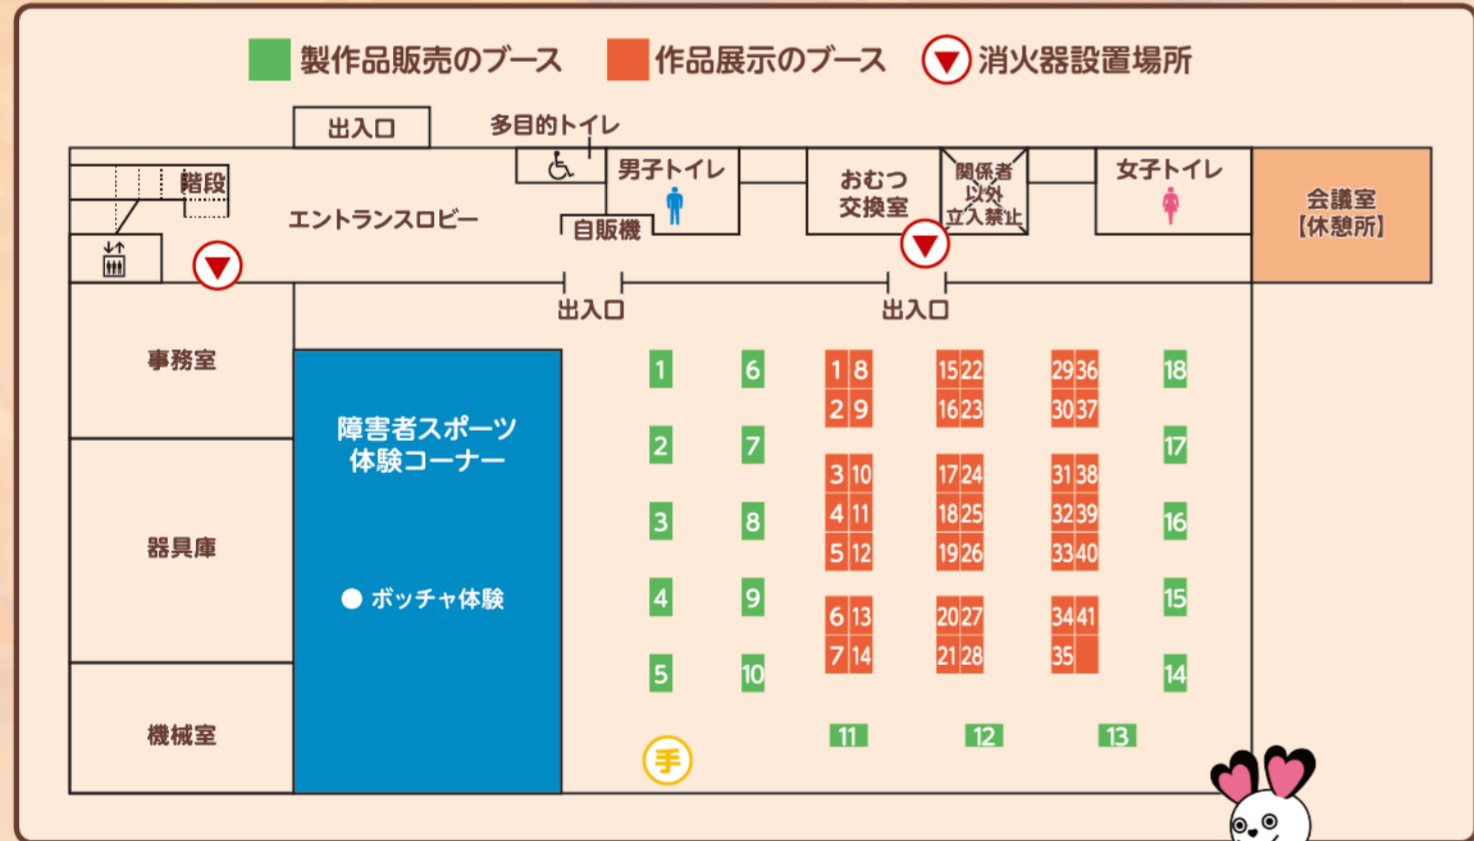 製作品販売のブース
作品展示のブース
消火器設置場所
出入口
多目的トイレ
階段
エントランスロビー
自販機
男子トイレ
おむつ
交換室
関係者
以外
立入禁止
女子トイレ
会議室
【休憩所】
出入口
出入口
事務室
器具庫
機械室
障害者スポーツ
体験コーナー
● ボッチャ体験
1 6 1 8 15 22 29 36 18
2 9 16 23 30 37
2 7 17
3 10 17 24 31 38
3 8 4 11 18 25 32 39 16
5 12 19 26 33 40
4 9 6 13 20 27 34 41 15
5 10 7 14 21 28 35 14
11 12 13
手